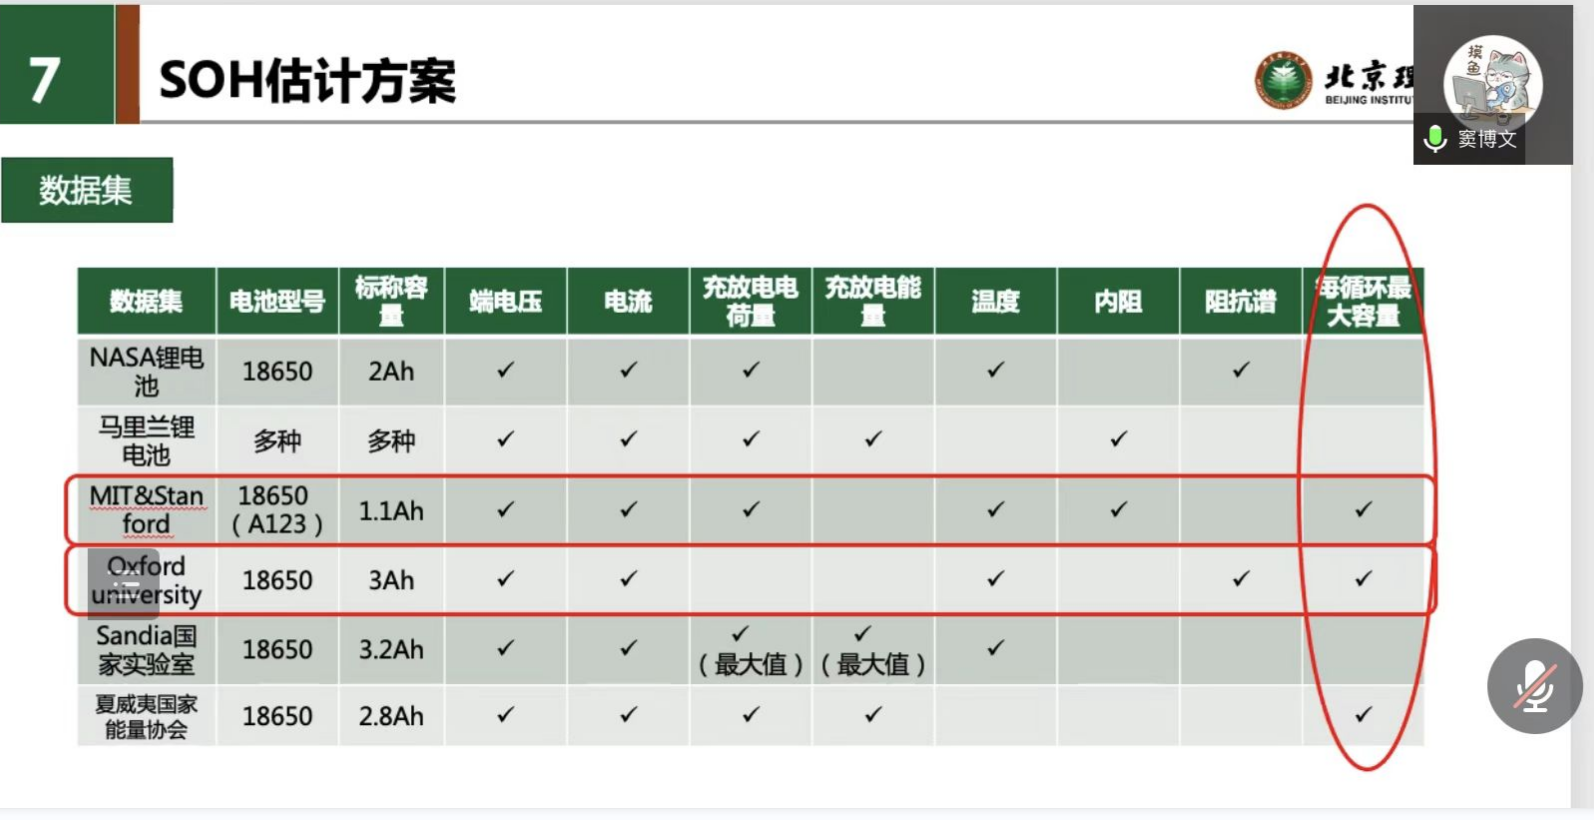 7
SOH估计方案
北京理
BEIJING INSTITU
摸
鱼
窦博文
数据集
数据集 电池型号 标称容量 端电压 电流 充放电电荷量 充放电能量 温度 内阻 阻抗谱 每循环最大容量
NASA锂电池 18650 2Ah ✓ ✓ ✓ ✓ ✓
马里兰锂电池 多种 多种 ✓ ✓ ✓ ✓ ✓
MIT&Stanford 18650（A123） 1.1Ah ✓ ✓ ✓ ✓ ✓ ✓
Oxford university 18650 3Ah ✓ ✓ ✓ ✓ ✓
Sandia国家实验室 18650 3.2Ah ✓ ✓ ✓（最大值） ✓（最大值） ✓
夏威夷国家能量协会 18650 2.8Ah ✓ ✓ ✓ ✓ ✓